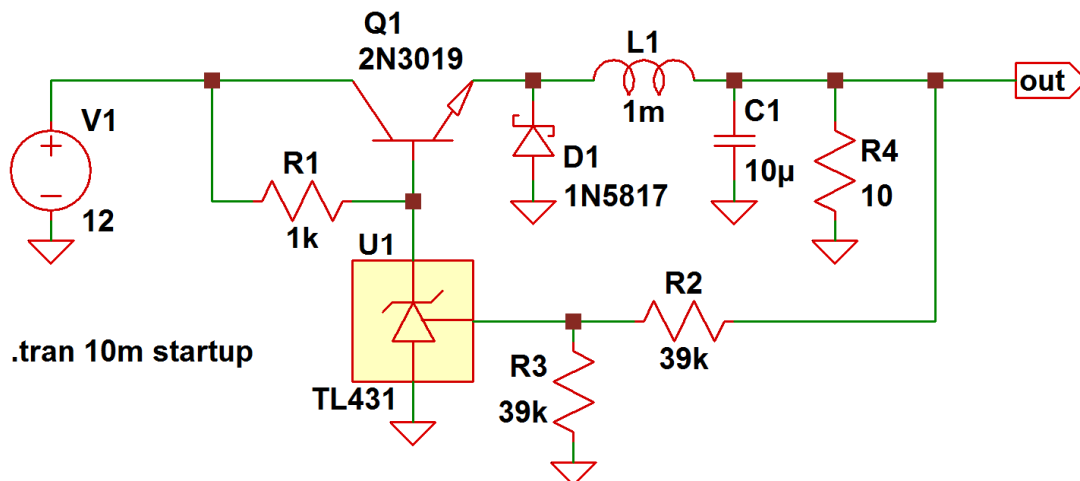 Q1
2N3019
L1
1m
out
V1
12
R1
1k
D1
1N5817
C1
10µ
R4
10
U1
TL431
R2
39k
R3
39k
.tran 10m startup